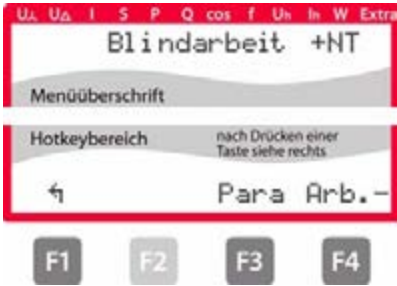 U⅄ U△ I S P Q cos f Uh Ih W Extra
Blindarbeit +NT
Menüüberschrift
Hotkeybereich
nach Drücken einer
Taste siehe rechts
↰ Para Arb.-
F1 F2 F3 F4